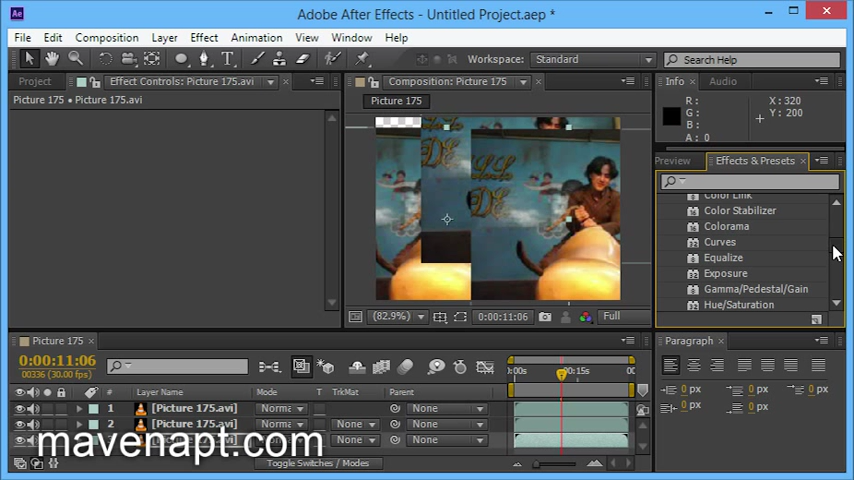 Ae Adobe After Effects - Untitled Project.aep *
File Edit Composition Layer Effect Animation View Window Help
Workspace: Standard Search Help
Project Effect Controls: Picture 175.avi
Picture 175 • Picture 175.avi
Composition: Picture 175
Picture 175
Info Audio
R: X: 320
G: Y: 200
B:
A: 0
Preview Effects & Presets
Color Link
Color Stabilizer
Colorama
Curves
Equalize
Exposure
Gamma/Pedestal/Gain
Hue/Saturation
(82.9%) 0:00:11:06 Full
Picture 175
0:00:11:06
00336 (30.00 fps)
:00s 00:15s 00
# Layer Name Mode T TrkMat Parent
1 [Picture 175.avi] Norma None
2 [Picture 175.avi] Norma None None
None None
Toggle Switches / Modes
Paragraph
0 px 0 px 0 px
0 px 0 px
mavenapt.com